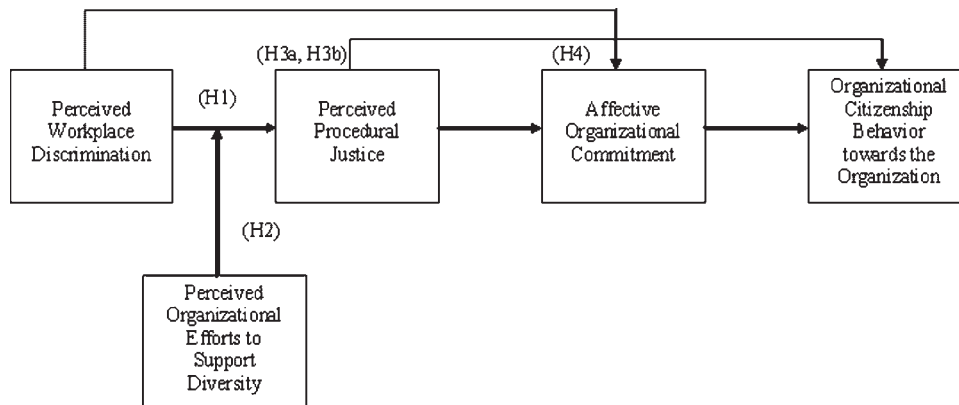 (H3a, H3b)
(H4)
Perceived
Workplace
Discrimination
(H1)
Perceived
Procedural
Justice
Affective
Organizational
Commitment
Organizational
Citizenship
Behavior
towards the
Organization
(H2)
Perceived
Organizational
Efforts to
Support
Diversity